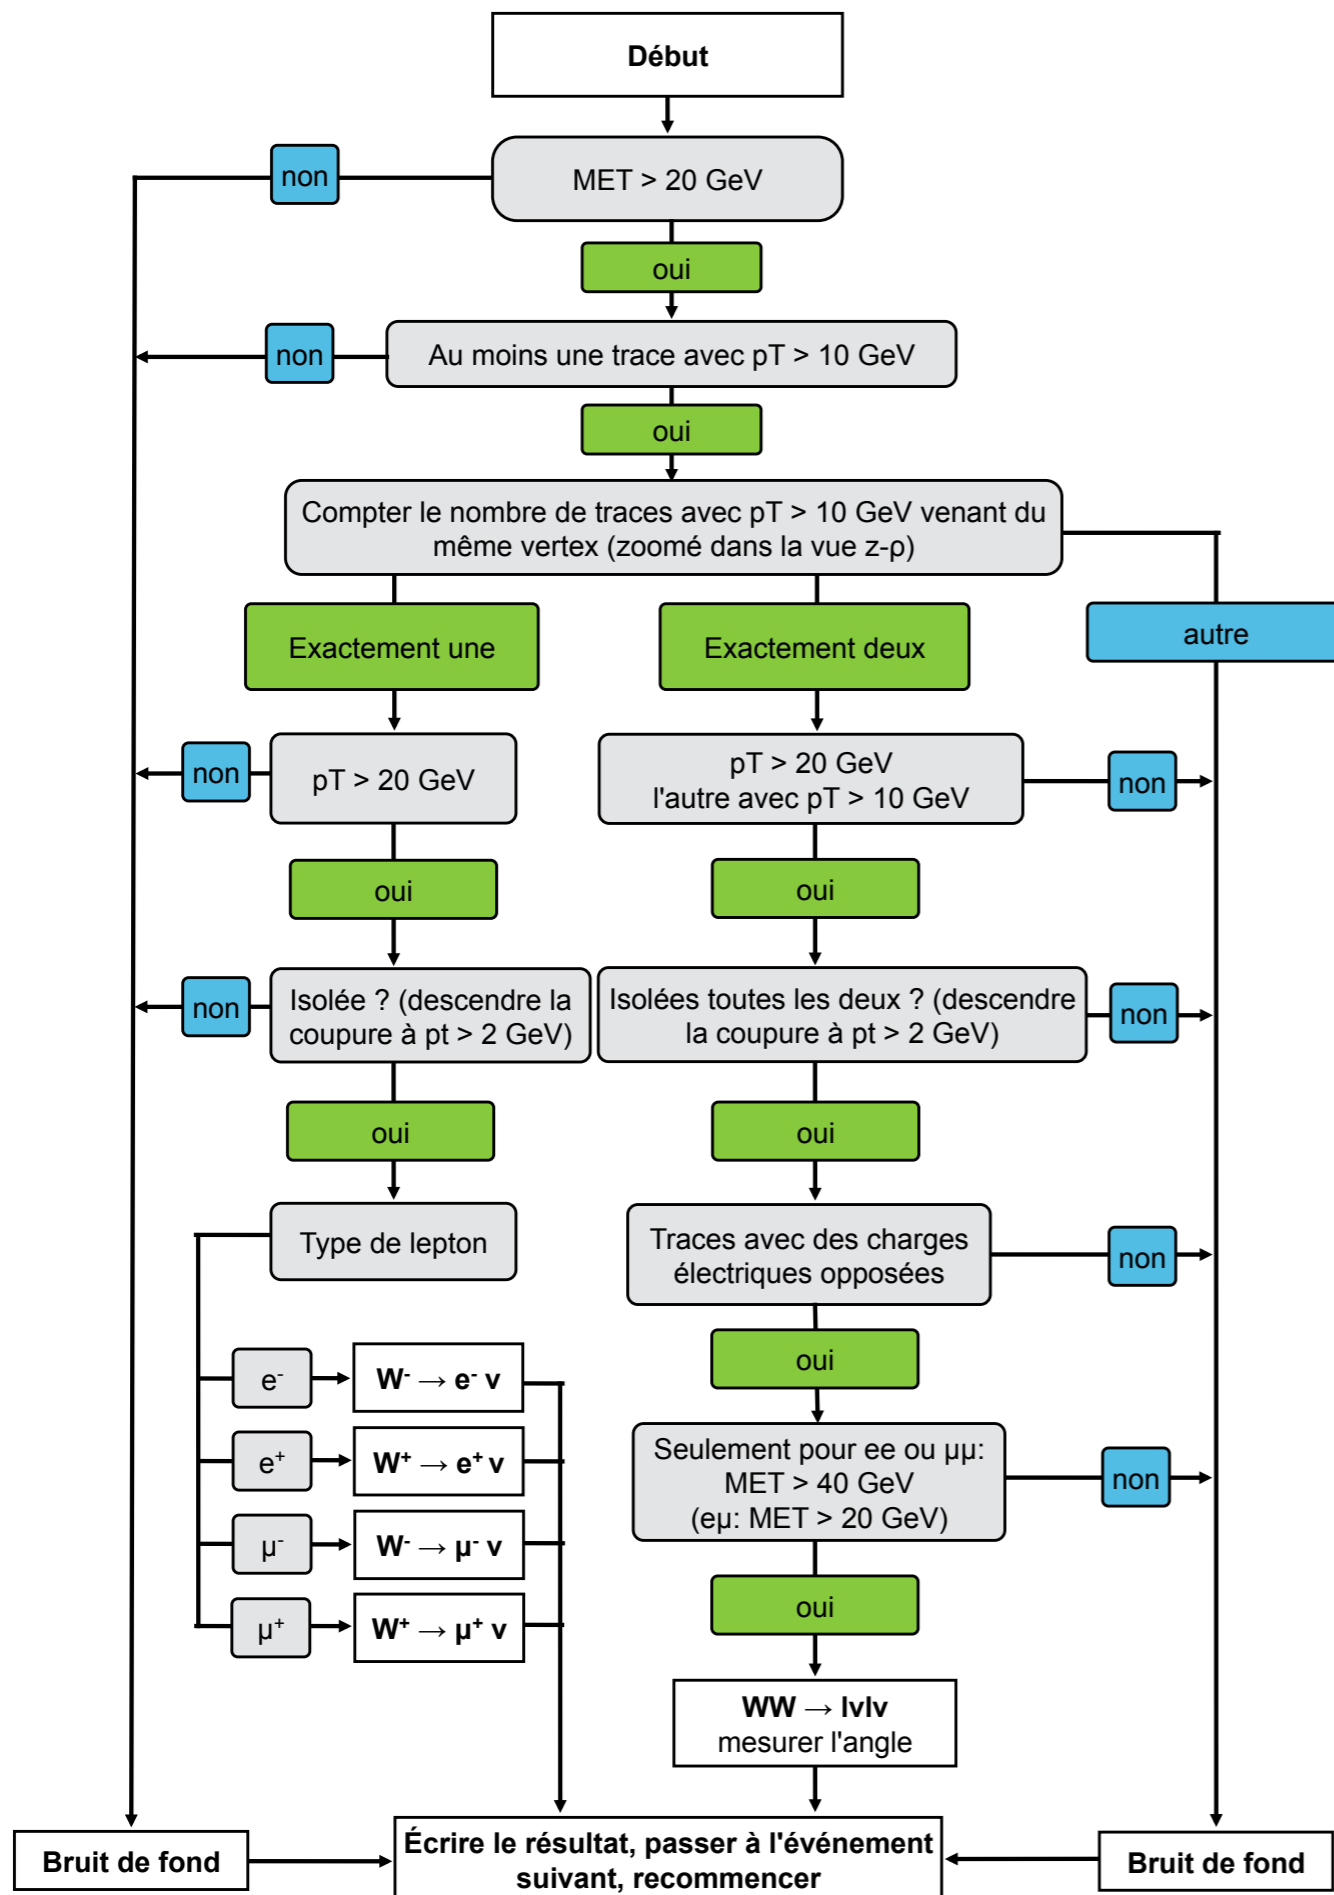 Début
MET > 20 GeV
non
oui
Au moins une trace avec pT > 10 GeV
non
oui
Compter le nombre de traces avec pT > 10 GeV venant du
même vertex (zoomé dans la vue z-ρ)
Exactement une
Exactement deux
autre
non
pT > 20 GeV
pT > 20 GeV
l'autre avec pT > 10 GeV
non
oui
oui
non
Isolée ? (descendre la
coupure à pt > 2 GeV)
Isolées toutes les deux ? (descendre
la coupure à pt > 2 GeV)
non
oui
oui
Type de lepton
Traces avec des charges
électriques opposées
non
oui
e⁻
W⁻ → e⁻ ν
e⁺
W⁺ → e⁺ ν
μ⁻
W⁻ → μ⁻ ν
μ⁺
W⁺ → μ⁺ ν
Seulement pour ee ou μμ:
MET > 40 GeV
(eμ: MET > 20 GeV)
non
oui
WW → lνlν
mesurer l'angle
Bruit de fond
Écrire le résultat, passer à l'événement
suivant, recommencer
Bruit de fond